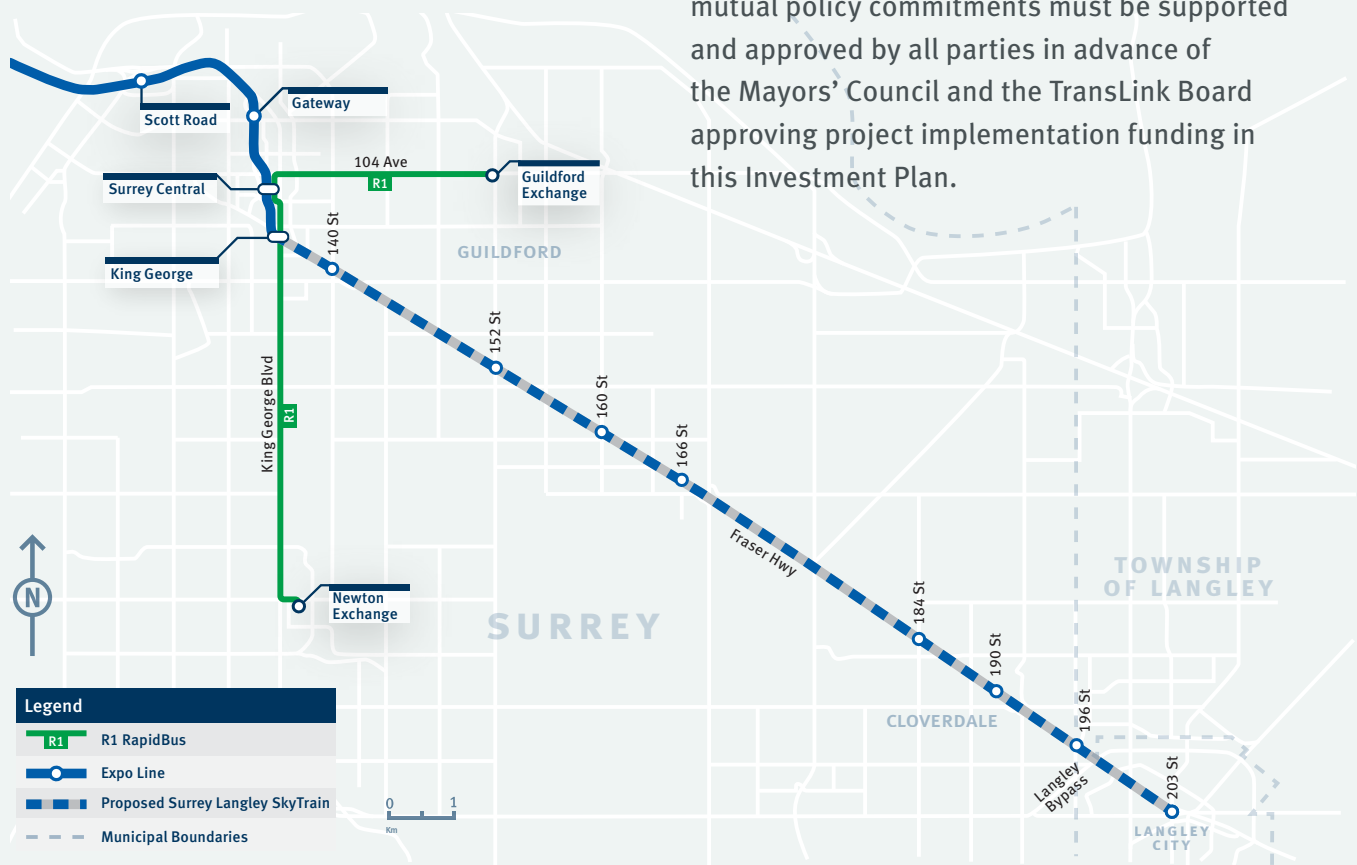 mutual policy commitments must be supported
and approved by all parties in advance of
the Mayors’ Council and the TransLink Board
approving project implementation funding in
this Investment Plan.
Scott Road
Gateway
Surrey Central
104 Ave
R1
Guildford
Exchange
King George
140 St
GUILDFORD
152 St
160 St
166 St
King George Blvd
R1
Fraser Hwy
N
Newton
Exchange
SURREY
TOWNSHIP
OF LANGLEY
184 St
190 St
196 St
CLOVERDALE
203 St
Langley
Bypass
LANGLEY
CITY
Legend
R1
R1 RapidBus
Expo Line
Proposed Surrey Langley SkyTrain
Municipal Boundaries
0 1
Km